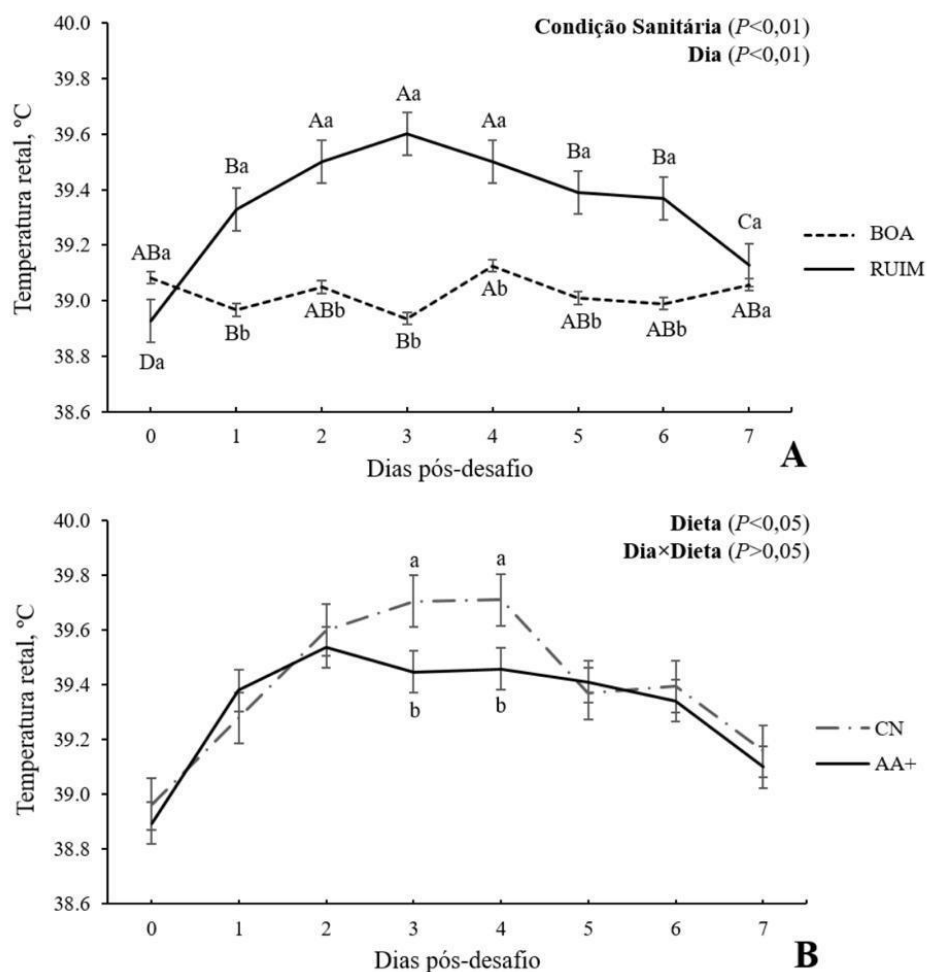 40.0
Condição Sanitária (P<0,01)
Dia (P<0,01)
39.8
39.6
39.4
39.2
39.0
38.8
38.6
Temperatura retal, ºC
ABa
Ba
Aa
Aa
Aa
Ba
Ba
Ca
Da
Bb
ABb
Bb
Ab
ABb
ABb
ABa
BOA
RUIM
0 1 2 3 4 5 6 7
Dias pós-desafio
A
40.0
Dieta (P<0,05)
Dia×Dieta (P>0,05)
39.8
39.6
39.4
39.2
39.0
38.8
38.6
Temperatura retal, ºC
a a
b b
CN
AA+
0 1 2 3 4 5 6 7
Dias pós-desafio
B